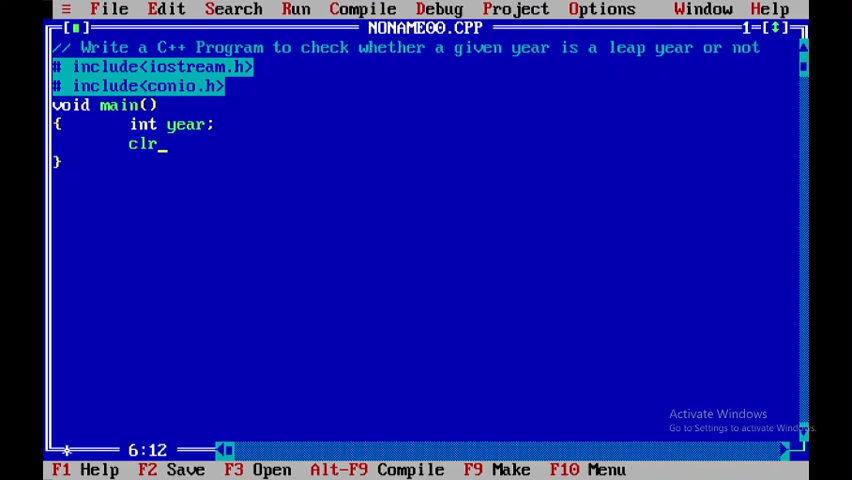 ≡ File Edit Search Run Compile Debug Project Options Window Help
[■] NONAME00.CPP 1=[↕]
// Write a C++ Program to check whether a given year is a leap year or not
# include<iostream.h>
# include<conio.h>
void main()
{ int year;
clr_
}
Activate Windows
Go to Settings to activate Windows.
6:12
F1 Help F2 Save F3 Open Alt-F9 Compile F9 Make F10 Menu